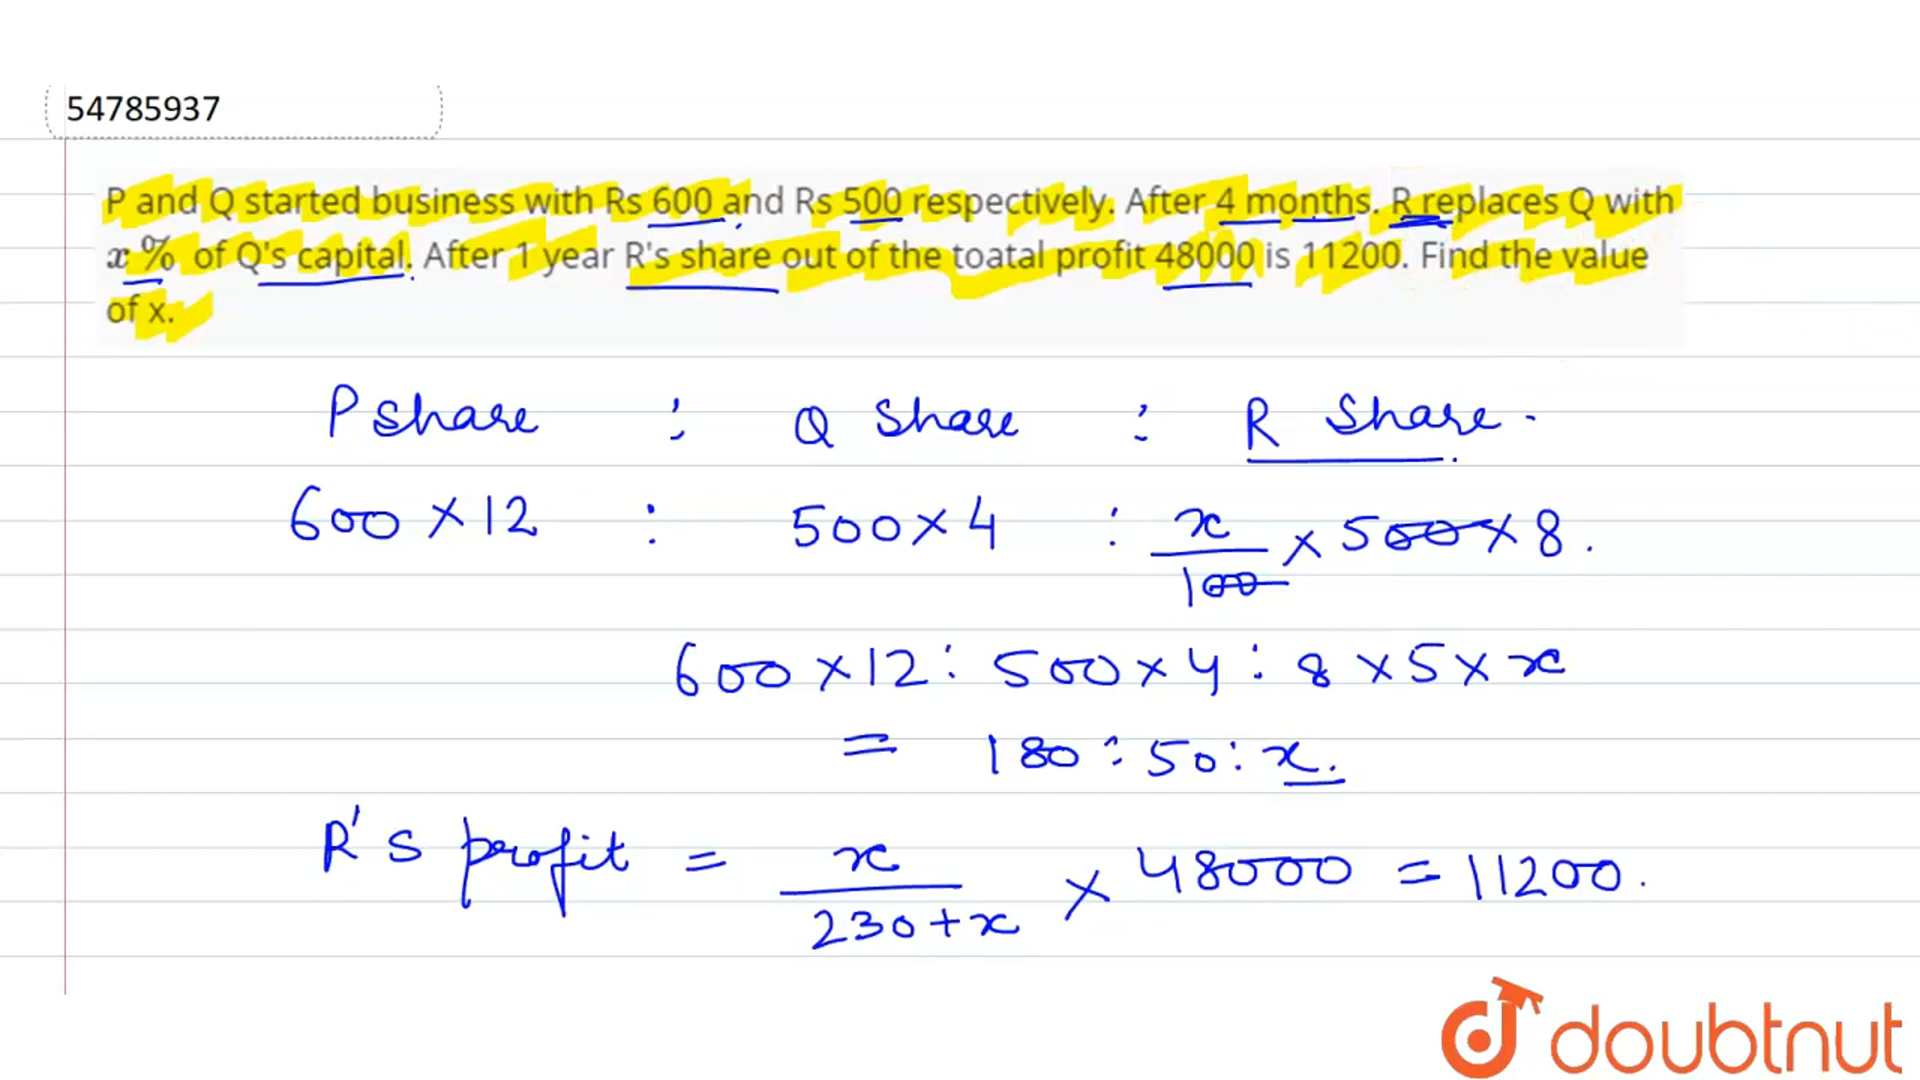 54785937
P and Q started business with Rs 600 and Rs 500 respectively. After 4 months. R replaces Q with
x % of Q's capital. After 1 year R's share out of the toatal profit 48000 is 11200. Find the value
of x.
P share : Q share : R share.
600 × 12 : 500 × 4 : x/100 × 500 × 8.
600 × 12 : 500 × 4 : 8 × 5 × x
= 180 : 50 : x.
R's profit = x/(230+x) × 48000 = 11200.
doubtnut